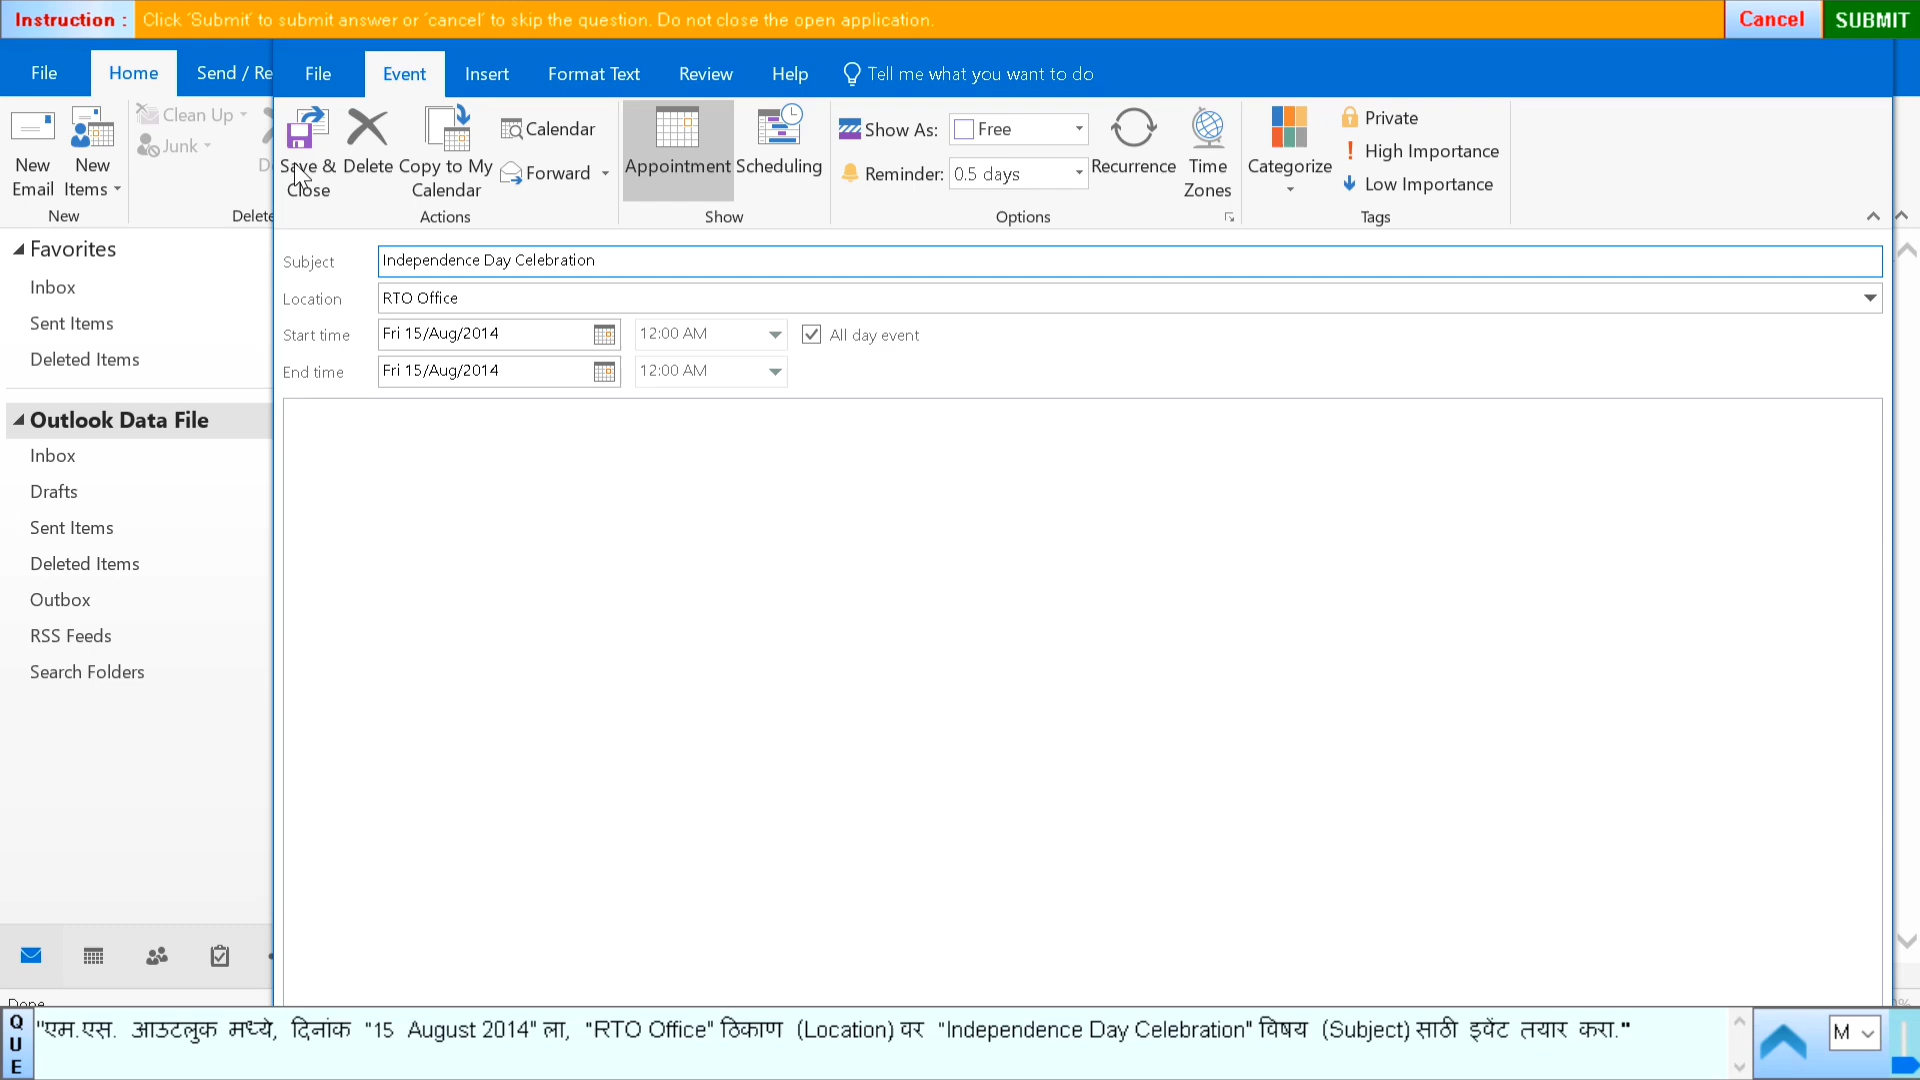 Instruction : Click 'Submit' to submit answer or 'cancel' to skip the question. Do not close the open application. Cancel SUBMIT
File Home Send / Re File Event Insert Format Text Review Help Tell me what you want to do
New Email New Items Clean Up Junk Save & Close Delete Copy to My Calendar Calendar Forward Appointment Scheduling Show As: Free Reminder: 0.5 days Recurrence Time Zones Categorize Private High Importance Low Importance
New Delete Actions Show Options Tags
Favorites
Inbox
Sent Items
Deleted Items
Outlook Data File
Inbox
Drafts
Sent Items
Deleted Items
Outbox
RSS Feeds
Search Folders
Subject Independence Day Celebration
Location RTO Office
Start time Fri 15/Aug/2014 12:00 AM All day event
End time Fri 15/Aug/2014 12:00 AM
Done
QUE "एम.एस. आउटलुक मध्ये, दिनांक "15 August 2014" ला, "RTO Office" ठिकाण (Location) वर "Independence Day Celebration" विषय (Subject) साठी इव्हेंट तयार करा." M